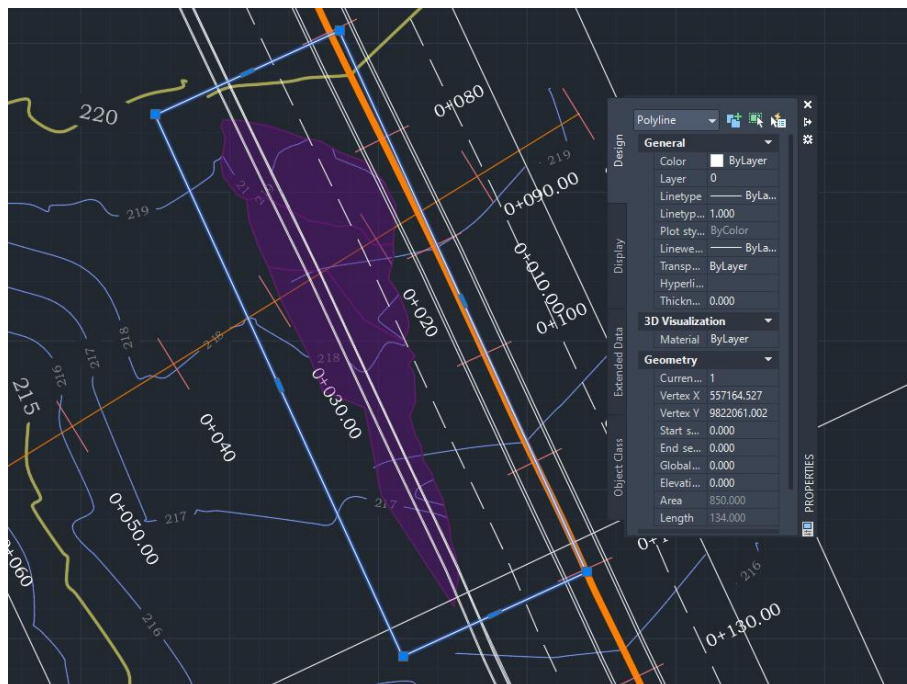 220
0+080
219
0+090.00
219
0+010.00
0+100
0+020
218
217
216
218
218
215
0+030.00
0+040
0+050.00
217
217
216
216
0+130.00
Polyline
Design
Display
Extended Data
Object Class
PROPERTIES
General
Color ByLayer
Layer 0
Linetype ByLa...
Linetyp... 1.000
Plot sty... ByColor
Linewe... ByLa...
Transp... ByLayer
Hyperli...
Thickn... 0.000
3D Visualization
Material ByLayer
Geometry
Curren... 1
Vertex X 557164.527
Vertex Y 9822061.002
Start s... 0.000
End se... 0.000
Global... 0.000
Elevati... 0.000
Area 850.000
Length 134.000